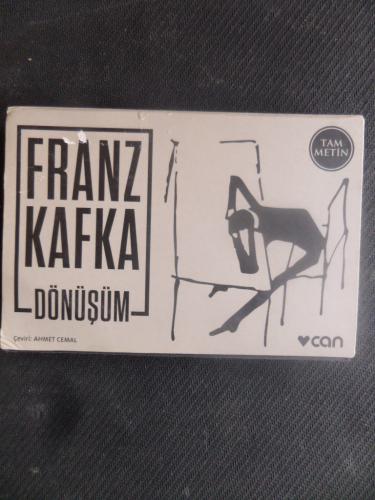 FRANZ
KAFKA
DÖNÜŞÜM
Çeviri: AHMET CEMAL
TAM
METİN
can